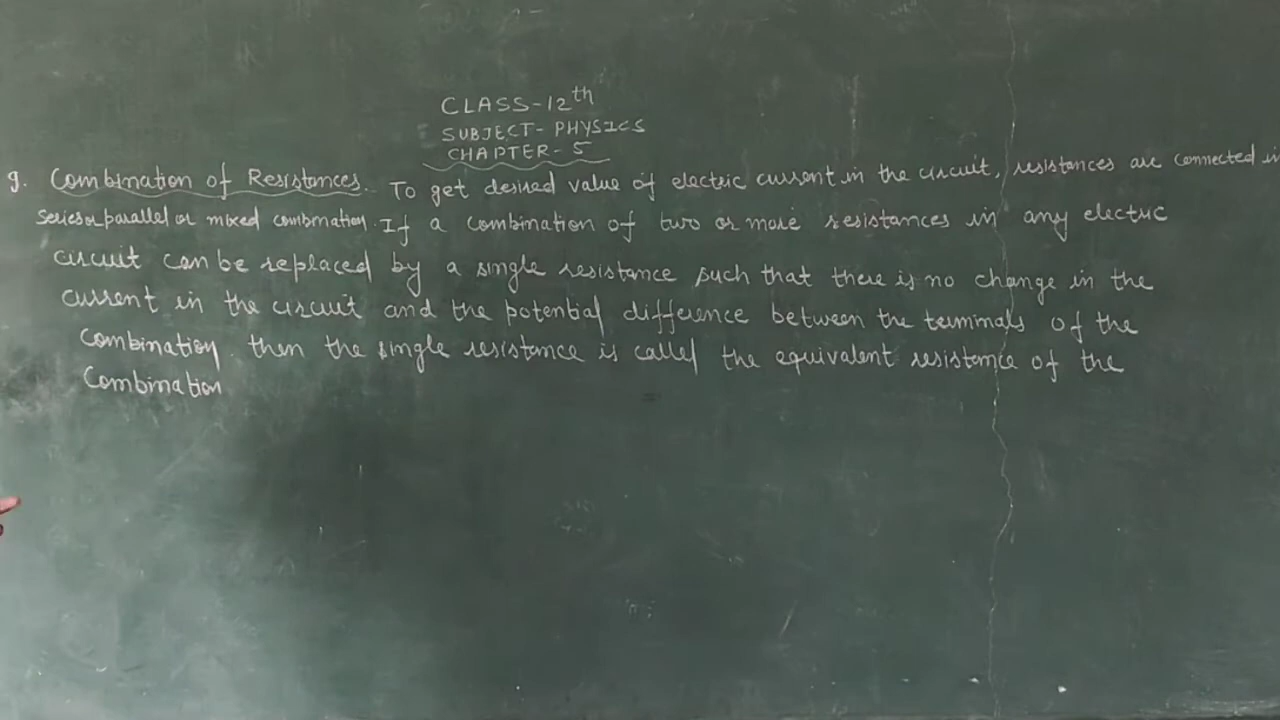 CLASS-12th
SUBJECT- PHYSICS
CHAPTER- 5
9. Combination of Resistances. To get desired value of electric current in the circuit, resistances are connected in
series or parallel or mixed combination. If a combination of two or more resistances in any electric
circuit can be replaced by a single resistance such that there is no change in the
current in the circuit and the potential difference between the terminals of the
Combination, then the single resistance is called the equivalent resistance of the
Combination